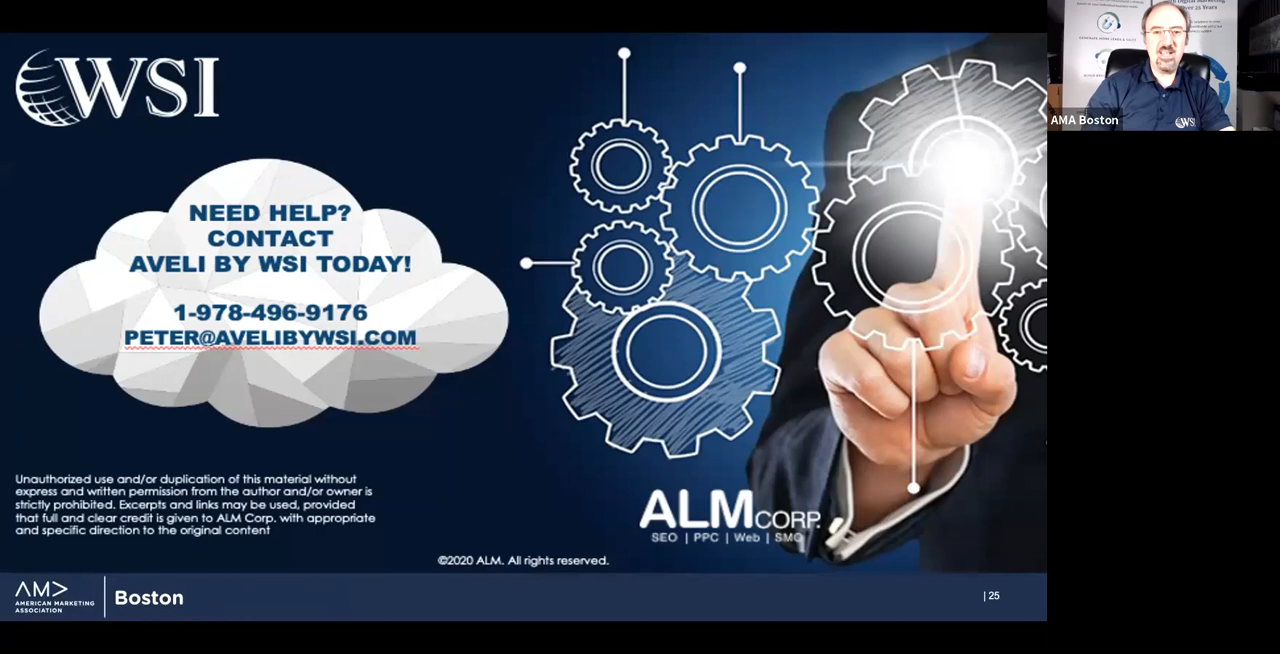 WSI
NEED HELP?
CONTACT
AVELI BY WSI TODAY!
1-978-496-9176
PETER@AVELIBYWSI.COM
Unauthorized use and/or duplication of this material without
express and written permission from the author and/or owner is
strictly prohibited. Excerpts and links may be used, provided
that full and clear credit is given to ALM Corp. with appropriate
and specific direction to the original content
ALMCORP.
SEO | PPC | Web | SMO
©2020 ALM. All rights reserved.
AMA
AMERICAN MARKETING
ASSOCIATION
Boston
| 25
AMA Boston
WSI